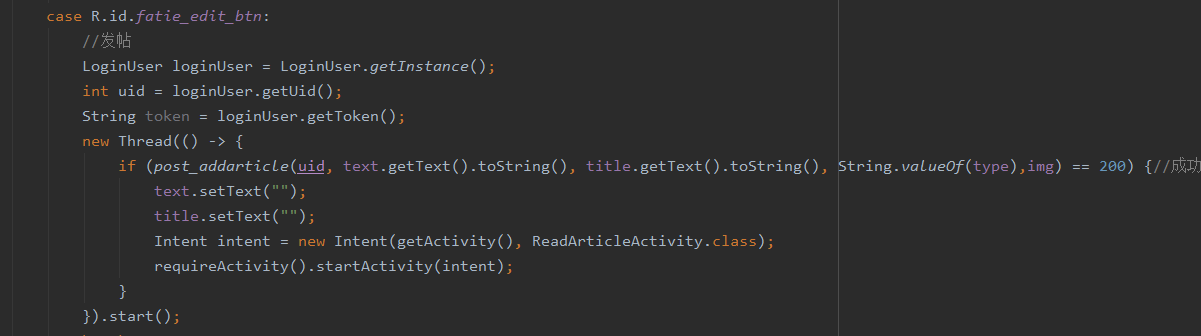 case R.id.fatie_edit_btn:
//发帖
LoginUser loginUser = LoginUser.getInstance();
int uid = loginUser.getUid();
String token = loginUser.getToken();
new Thread(() -> {
if (post_addarticle(uid, text.getText().toString(), title.getText().toString(), String.valueOf(type),img) == 200) {//成功
text.setText("");
title.setText("");
Intent intent = new Intent(getActivity(), ReadArticleActivity.class);
requireActivity().startActivity(intent);
}
}).start();